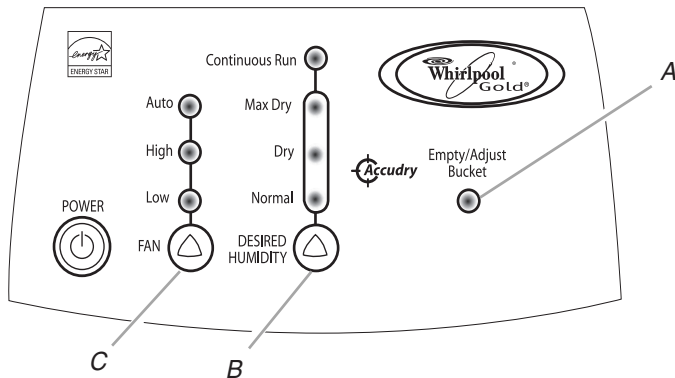 energy
ENERGY STAR
Continuous Run
Whirlpool®
Gold®
A
Auto
Max Dry
High
Dry
Accudry
Empty/Adjust
Bucket
Low
Normal
POWER
FAN
DESIRED
HUMIDITY
C
B